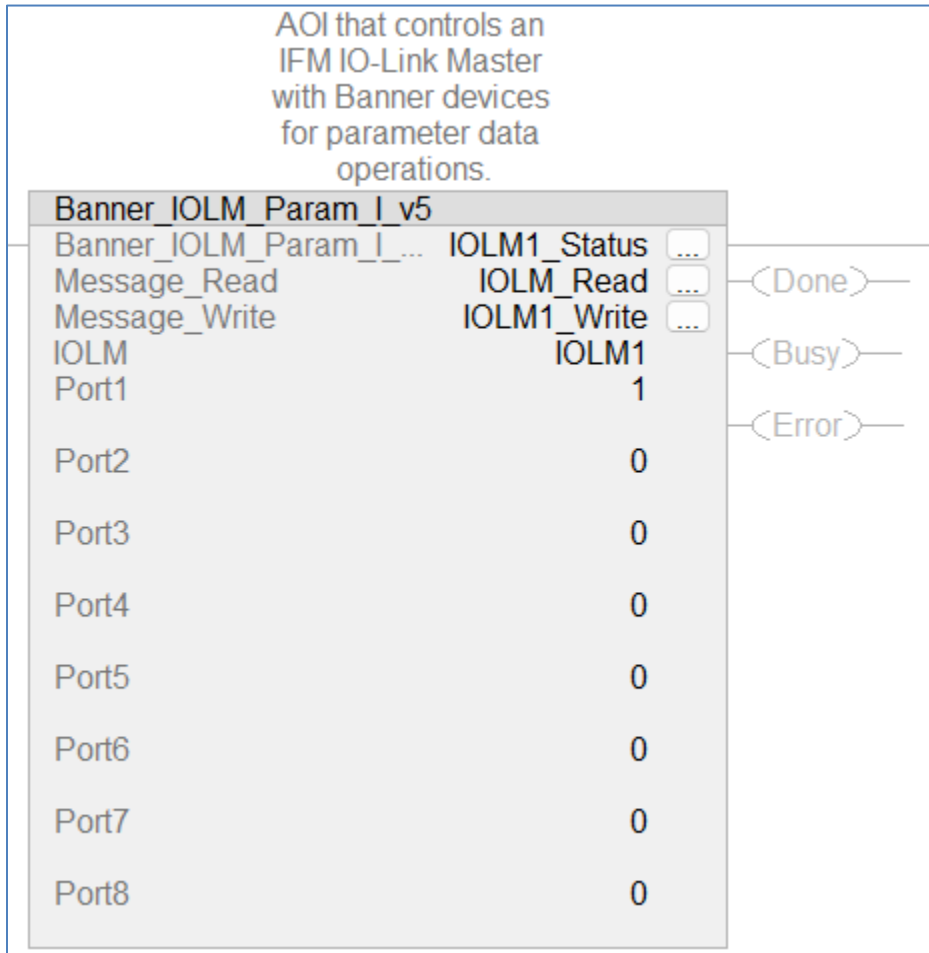 AOI that controls an
IFM IO-Link Master
with Banner devices
for parameter data
operations.
Banner_IOLM_Param_I_v5
Banner_IOLM_Param_I_... IOLM1_Status ...
Message_Read IOLM_Read ... (Done)
Message_Write IOLM1_Write ...
IOLM IOLM1 (Busy)
Port1 1
(Error)
Port2 0
Port3 0
Port4 0
Port5 0
Port6 0
Port7 0
Port8 0